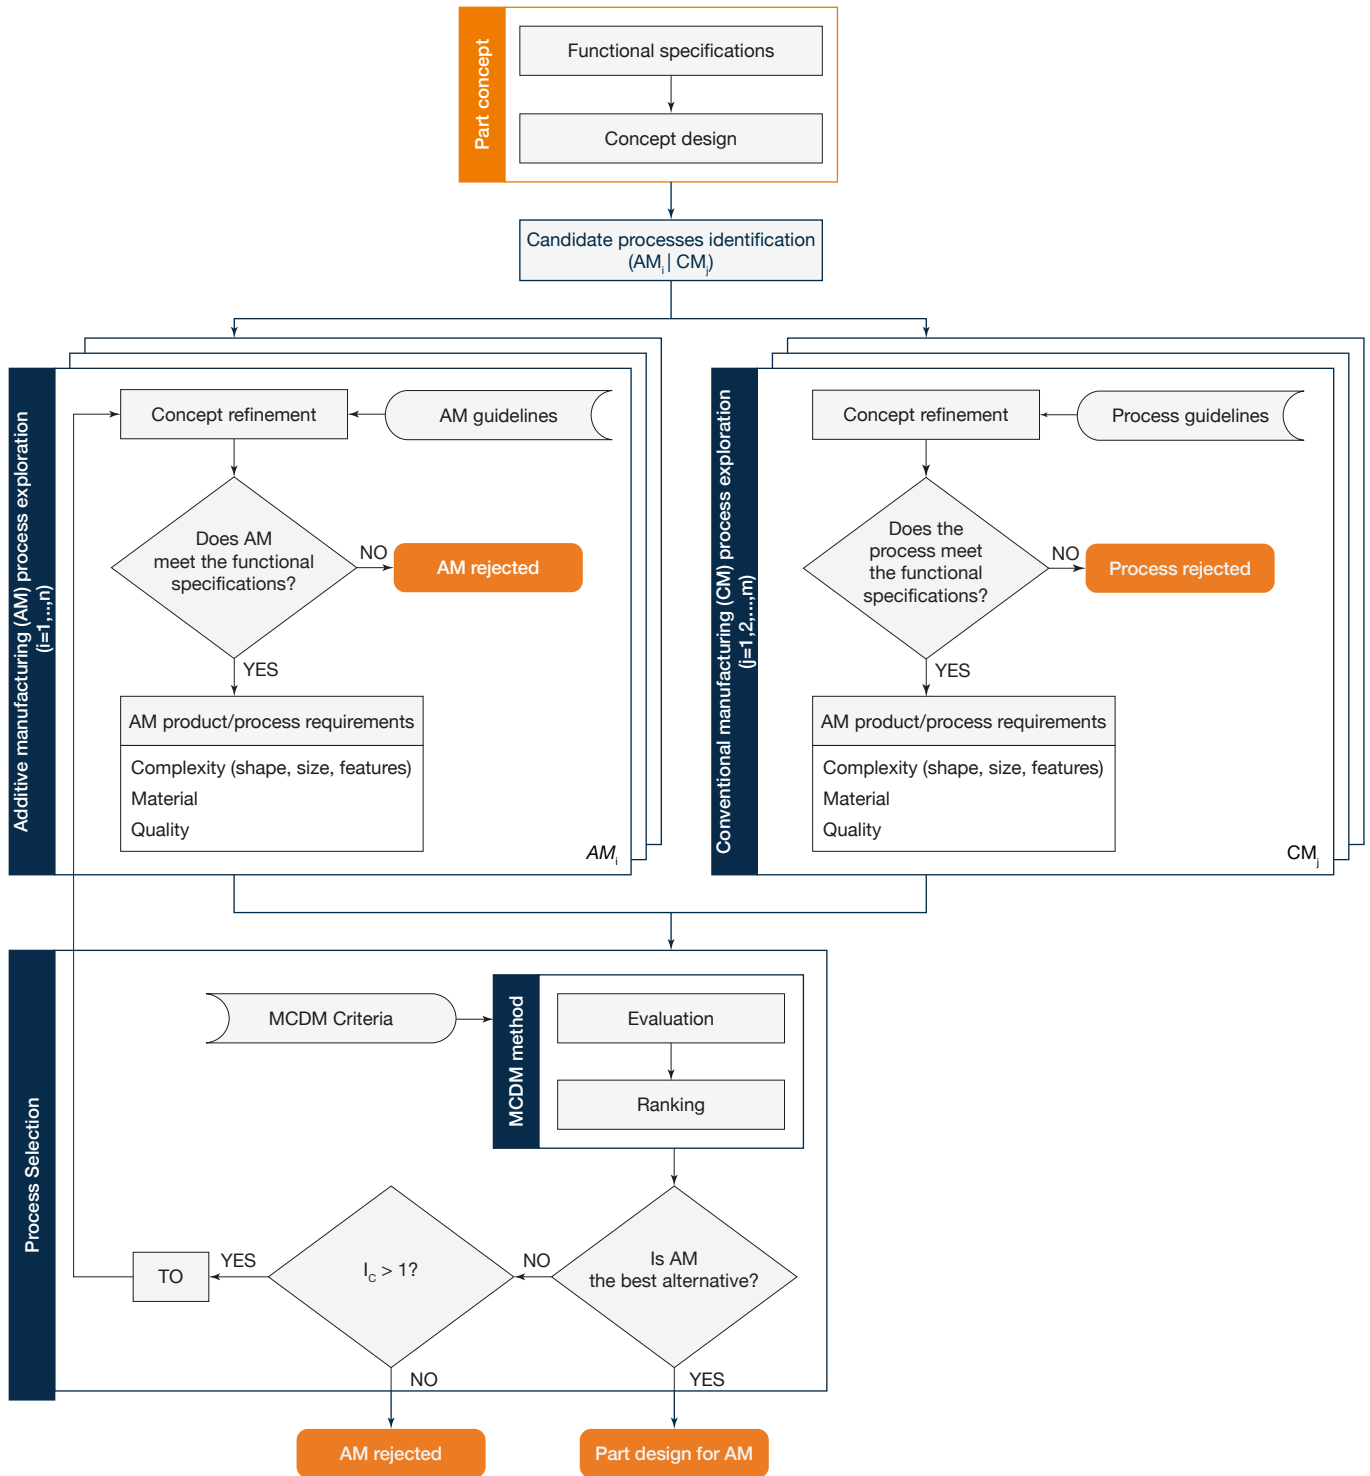 Part concept
Functional specifications
Concept design
Candidate processes identification
(AMi | CMj)
Additive manufacturing (AM) process exploration
(i=1,..,n)
Concept refinement
AM guidelines
Does AM
meet the functional
specifications?
NO
AM rejected
YES
AM product/process requirements
Complexity (shape, size, features)
Material
Quality
AMi
Conventional manufacturing (CM) process exploration
(j=1,2,...,m)
Concept refinement
Process guidelines
Does the
process meet
the functional
specifications?
NO
Process rejected
YES
AM product/process requirements
Complexity (shape, size, features)
Material
Quality
CMj
Process Selection
MCDM Criteria
MCDM method
Evaluation
Ranking
Is AM
the best alternative?
NO
IC > 1?
YES
TO
NO
YES
AM rejected
Part design for AM